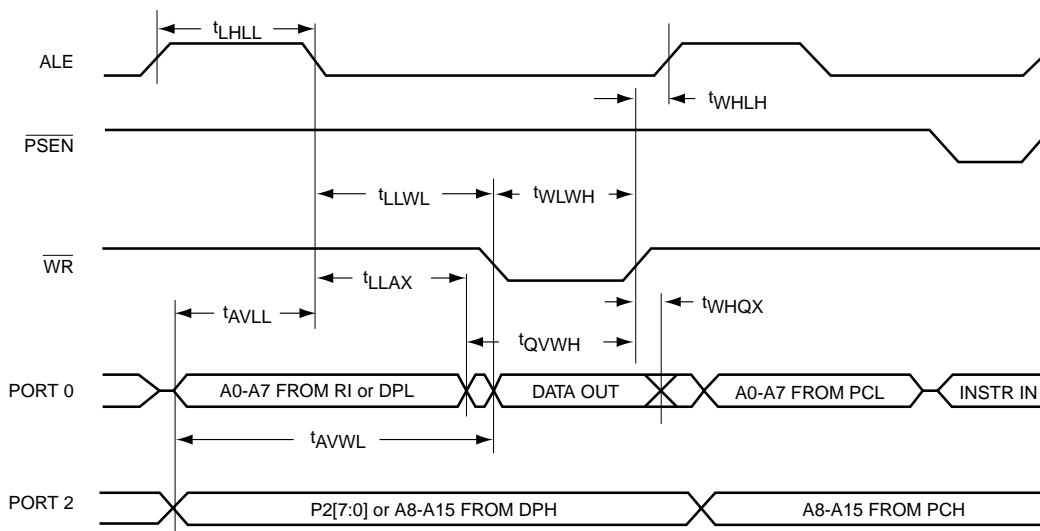 tLHLL
ALE
tWHLH
PSEN
tLLWL
tWLWH
WR
tLLAX
tWHQX
tAVLL
tQVWH
PORT 0
A0-A7 FROM RI or DPL
DATA OUT
A0-A7 FROM PCL
INSTR IN
tAVWL
PORT 2
P2[7:0] or A8-A15 FROM DPH
A8-A15 FROM PCH